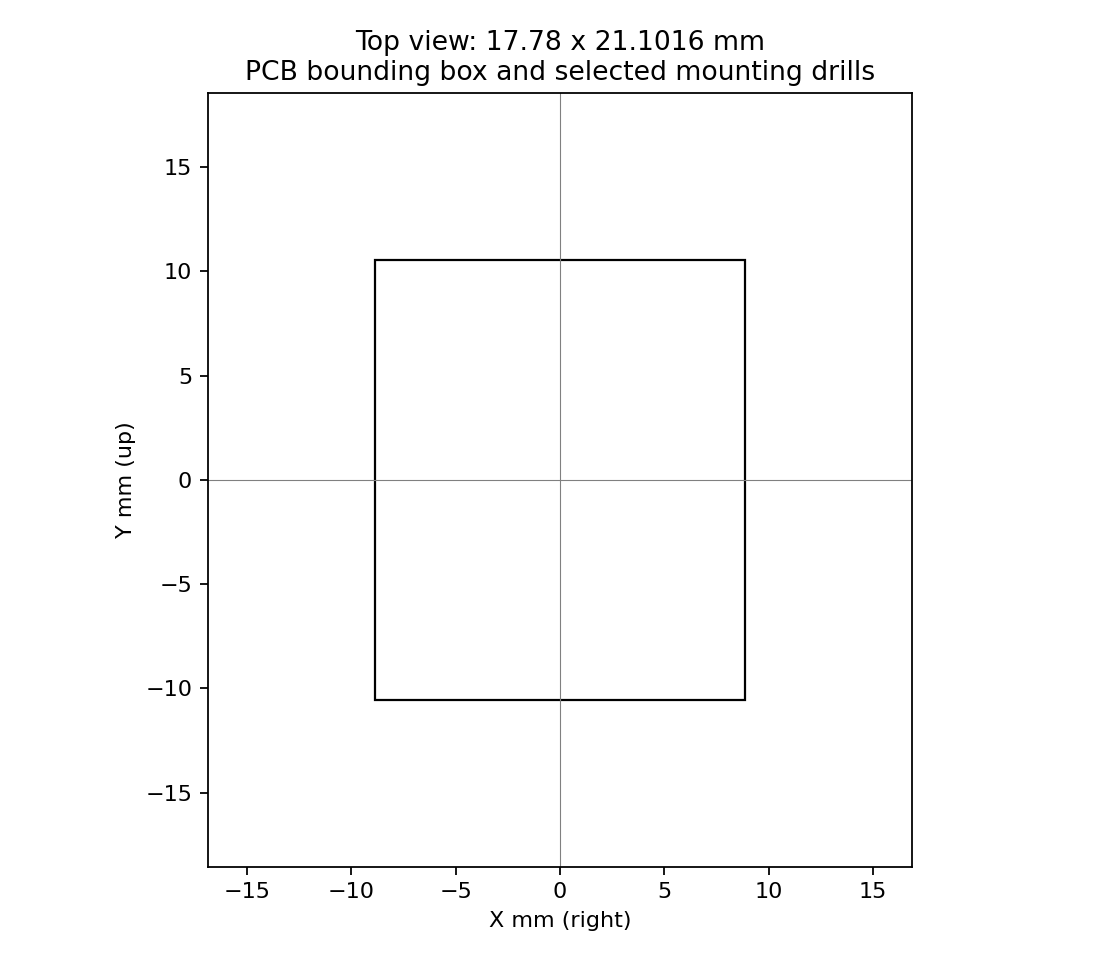 Top view: 17.78 x 21.1016 mm
PCB bounding box and selected mounting drills
15
10
5
0
−5
−10
−15
Y mm (up)
−15 −10 −5 0 5 10 15
X mm (right)